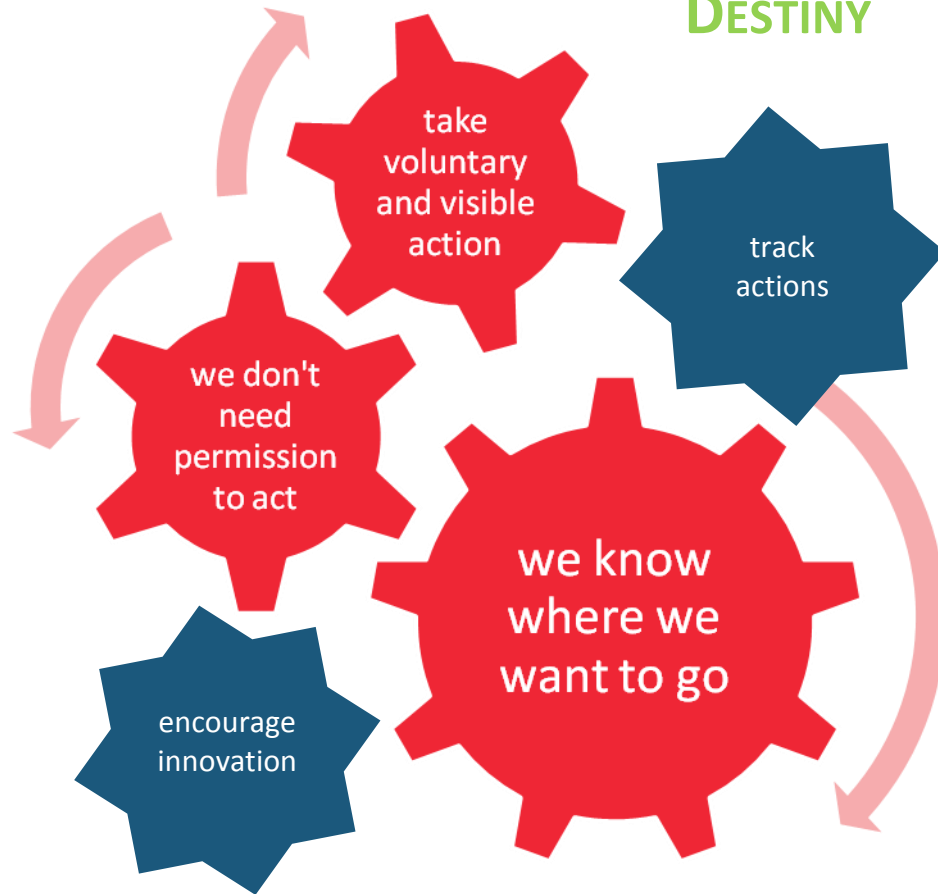 DESTINY
take
voluntary
and visible
action
track
actions
we don't
need
permission
to act
we know
where we
want to go
encourage
innovation